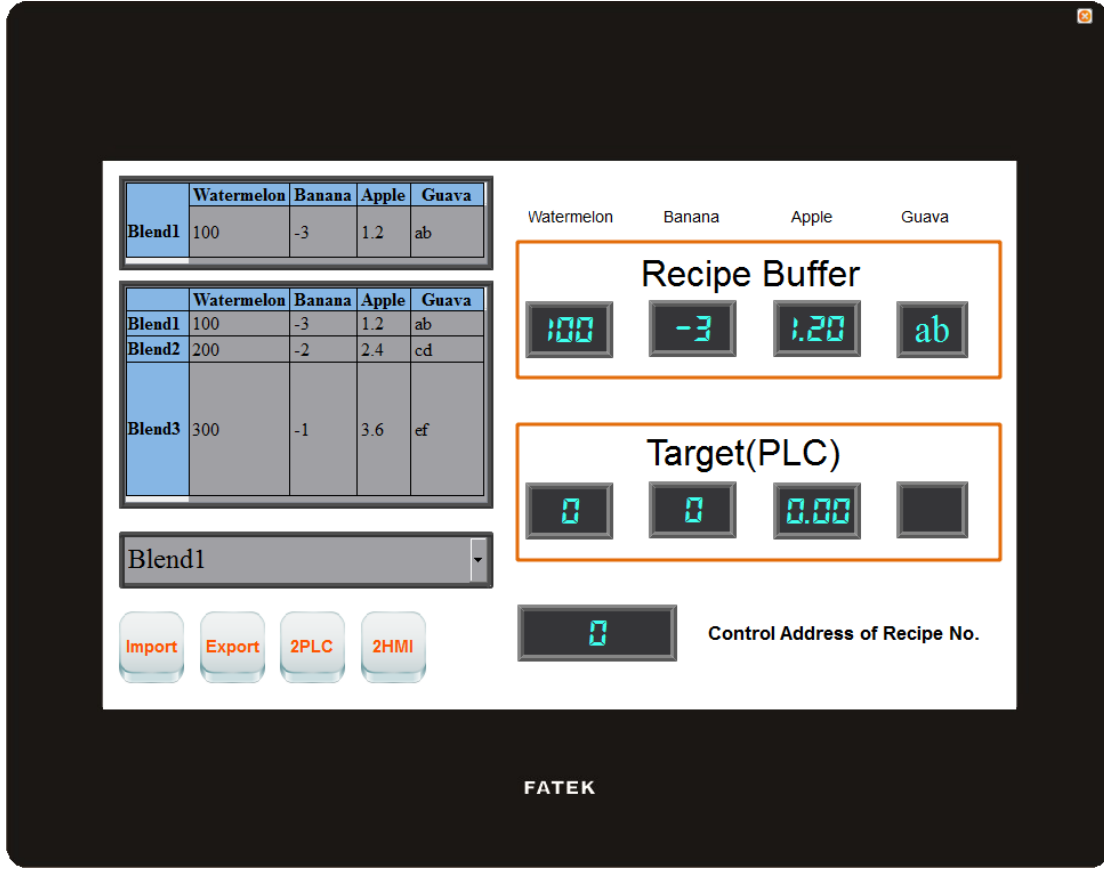 Watermelon Banana Apple Guava
Blend1 100 -3 1.2 ab
Watermelon Banana Apple Guava
Blend1 100 -3 1.2 ab
Blend2 200 -2 2.4 cd
Blend3 300 -1 3.6 ef
Blend1
Import Export 2PLC 2HMI
Watermelon Banana Apple Guava
Recipe Buffer
100 -3 1.20 ab
Target(PLC)
0 0 0.00
0 Control Address of Recipe No.
FATEK